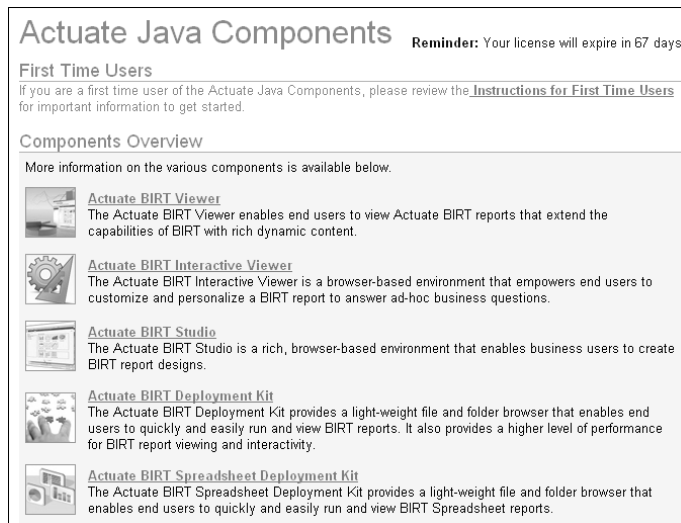 Actuate Java Components
Reminder: Your license will expire in 67 days
First Time Users
If you are a first time user of the Actuate Java Components, please review the Instructions for First Time Users
for important information to get started.
Components Overview
More information on the various components is available below.
Actuate BIRT Viewer
The Actuate BIRT Viewer enables end users to view Actuate BIRT reports that extend the
capabilities of BIRT with rich dynamic content.
Actuate BIRT Interactive Viewer
The Actuate BIRT Interactive Viewer is a browser-based environment that empowers end users to
customize and personalize a BIRT report to answer ad-hoc business questions.
Actuate BIRT Studio
The Actuate BIRT Studio is a rich, browser-based environment that enables business users to create
BIRT report designs.
Actuate BIRT Deployment Kit
The Actuate BIRT Deployment Kit provides a light-weight file and folder browser that enables end
users to quickly and easily run and view BIRT reports. It also provides a higher level of performance
for BIRT report viewing and interactivity.
Actuate BIRT Spreadsheet Deployment Kit
The Actuate BIRT Spreadsheet Deployment Kit provides a light-weight file and folder browser that
enables end users to quickly and easily run and view BIRT Spreadsheet reports.